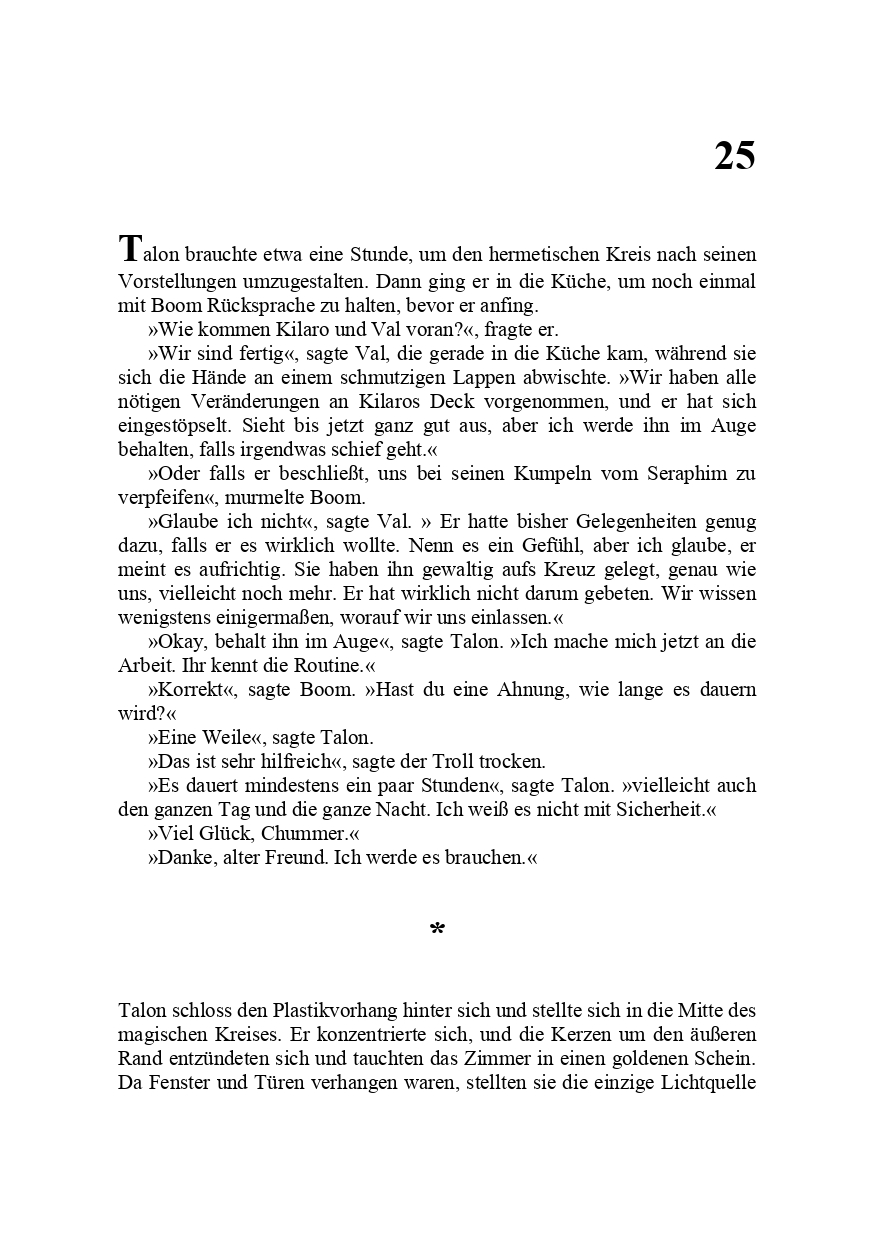 25
Talon brauchte etwa eine Stunde, um den hermetischen Kreis nach seinen
Vorstellungen umzugestalten. Dann ging er in die Küche, um noch einmal
mit Boom Rücksprache zu halten, bevor er anfing.
»Wie kommen Kilaro und Val voran?«, fragte er.
»Wir sind fertig«, sagte Val, die gerade in die Küche kam, während sie
sich die Hände an einem schmutzigen Lappen abwischte. »Wir haben alle
nötigen Veränderungen an Kilaros Deck vorgenommen, und er hat sich
eingestöpselt. Sieht bis jetzt ganz gut aus, aber ich werde ihn im Auge
behalten, falls irgendwas schief geht.«
»Oder falls er beschließt, uns bei seinen Kumpeln vom Seraphim zu
verpfeifen«, murmelte Boom.
»Glaube ich nicht«, sagte Val. » Er hatte bisher Gelegenheiten genug
dazu, falls er es wirklich wollte. Nenn es ein Gefühl, aber ich glaube, er
meint es aufrichtig. Sie haben ihn gewaltig aufs Kreuz gelegt, genau wie
uns, vielleicht noch mehr. Er hat wirklich nicht darum gebeten. Wir wissen
wenigstens einigermaßen, worauf wir uns einlassen.«
»Okay, behalt ihn im Auge«, sagte Talon. »Ich mache mich jetzt an die
Arbeit. Ihr kennt die Routine.«
»Korrekt«, sagte Boom. »Hast du eine Ahnung, wie lange es dauern
wird?«
»Eine Weile«, sagte Talon.
»Das ist sehr hilfreich«, sagte der Troll trocken.
»Es dauert mindestens ein paar Stunden«, sagte Talon. »vielleicht auch
den ganzen Tag und die ganze Nacht. Ich weiß es nicht mit Sicherheit.«
»Viel Glück, Chummer.«
»Danke, alter Freund. Ich werde es brauchen.«
*
Talon schloss den Plastikvorhang hinter sich und stellte sich in die Mitte des
magischen Kreises. Er konzentrierte sich, und die Kerzen um den äußeren
Rand entzündeten sich und tauchten das Zimmer in einen goldenen Schein.
Da Fenster und Türen verhangen waren, stellten sie die einzige Lichtquelle